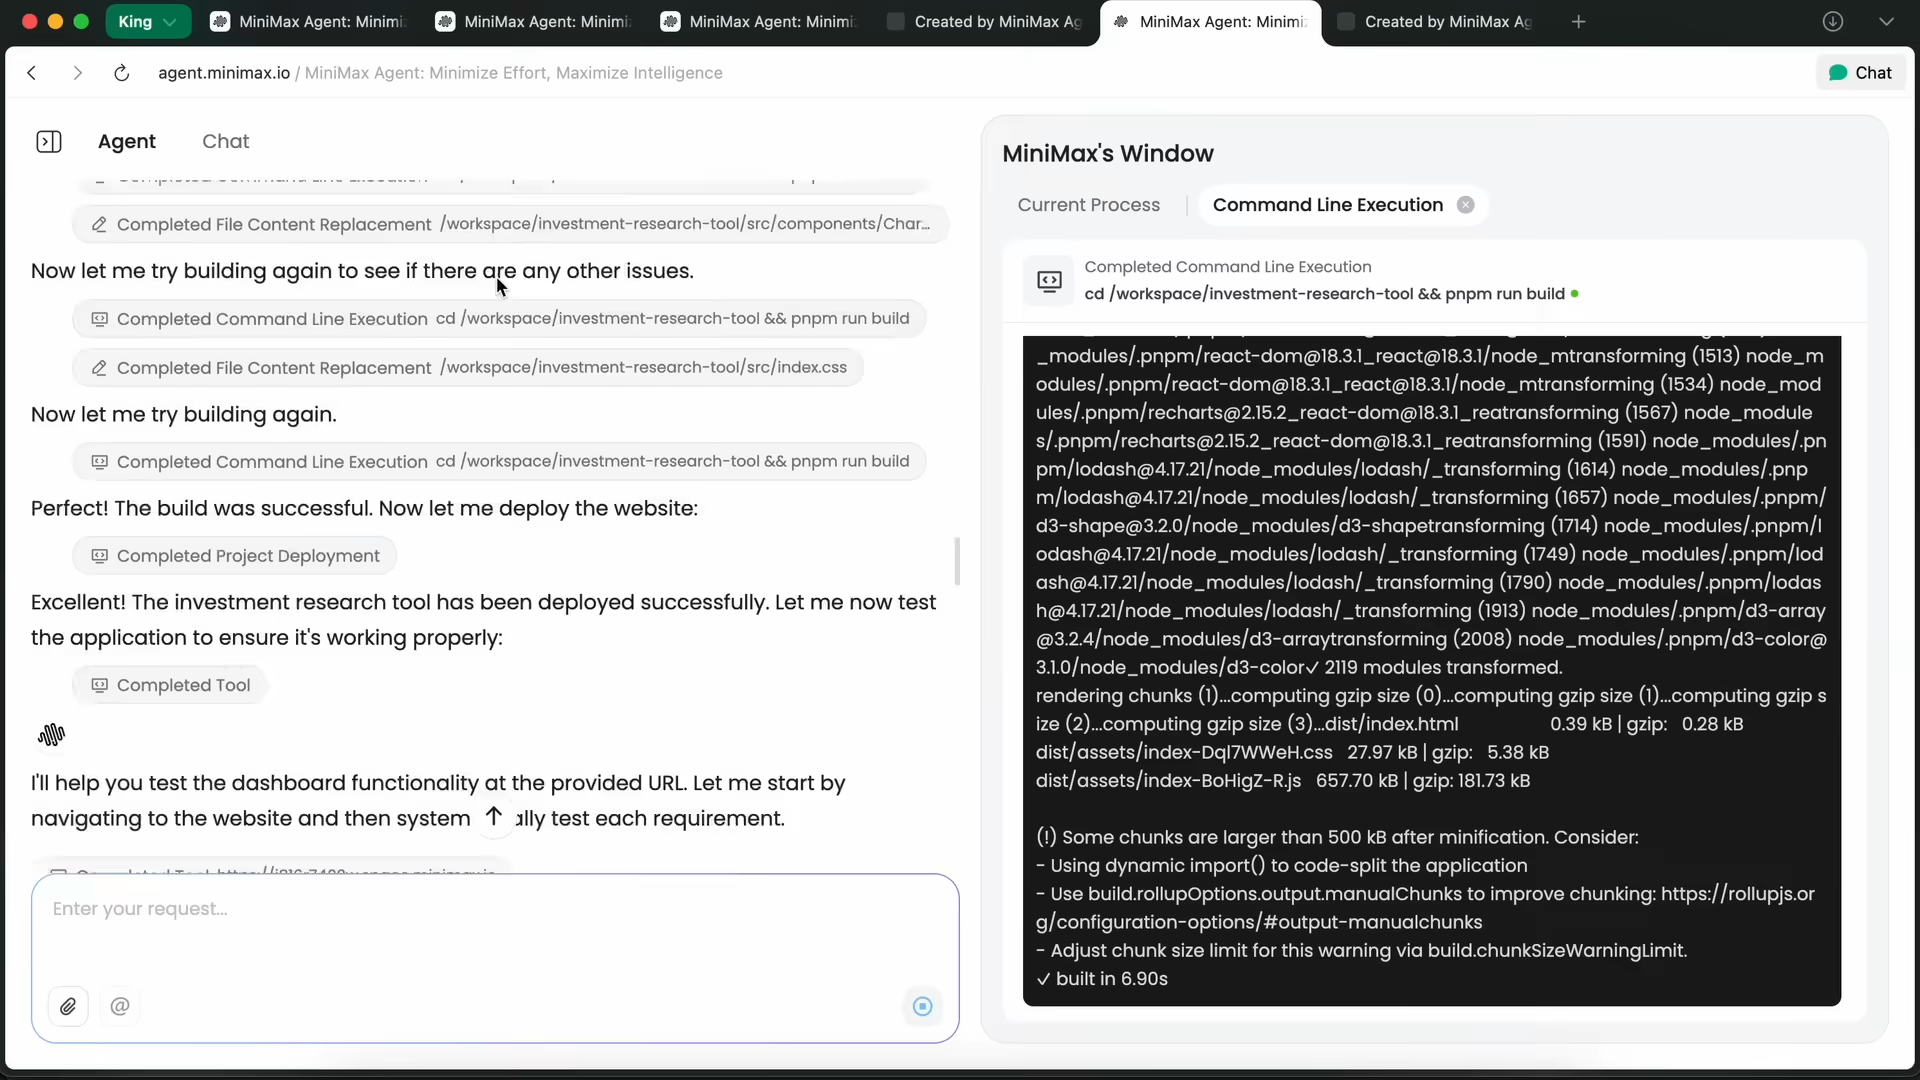 King
MiniMax Agent: Minimi
MiniMax Agent: Minimi
MiniMax Agent: Minimi
Created by MiniMax Ag
MiniMax Agent: Minimi
Created by MiniMax Ag
agent.minimax.io / MiniMax Agent: Minimize Effort, Maximize Intelligence
Chat
Agent
Chat
Completed File Content Replacement /workspace/investment-research-tool/src/components/Char...
Now let me try building again to see if there are any other issues.
Completed Command Line Execution cd /workspace/investment-research-tool && pnpm run build
Completed File Content Replacement /workspace/investment-research-tool/src/index.css
Now let me try building again.
Completed Command Line Execution cd /workspace/investment-research-tool && pnpm run build
Perfect! The build was successful. Now let me deploy the website:
Completed Project Deployment
Excellent! The investment research tool has been deployed successfully. Let me now test
the application to ensure it's working properly:
Completed Tool
I'll help you test the dashboard functionality at the provided URL. Let me start by
navigating to the website and then system ally test each requirement.
Enter your request...
@
MiniMax's Window
Current Process
Command Line Execution
Completed Command Line Execution
cd /workspace/investment-research-tool && pnpm run build
_modules/.pnpm/react-dom@18.3.1_react@18.3.1/node_mtransforming (1513) node_m
odules/.pnpm/react-dom@18.3.1_react@18.3.1/node_mtransforming (1534) node_mod
ules/.pnpm/recharts@2.15.2_react-dom@18.3.1_reatransforming (1567) node_module
s/.pnpm/recharts@2.15.2_react-dom@18.3.1_reatransforming (1591) node_modules/.pn
pm/lodash@4.17.21/node_modules/lodash/_transforming (1614) node_modules/.pnp
m/lodash@4.17.21/node_modules/lodash/_transforming (1657) node_modules/.pnpm/
d3-shape@3.2.0/node_modules/d3-shapetransforming (1714) node_modules/.pnpm/l
odash@4.17.21/node_modules/lodash/_transforming (1749) node_modules/.pnpm/lod
ash@4.17.21/node_modules/lodash/_transforming (1790) node_modules/.pnpm/lodas
h@4.17.21/node_modules/lodash/_transforming (1913) node_modules/.pnpm/d3-array
@3.2.4/node_modules/d3-arraytransforming (2008) node_modules/.pnpm/d3-color@
3.1.0/node_modules/d3-color✓ 2119 modules transformed.
rendering chunks (1)...computing gzip size (0)...computing gzip size (1)...computing gzip s
ize (2)...computing gzip size (3)...dist/index.html 0.39 kB | gzip: 0.28 kB
dist/assets/index-Dql7WWeH.css 27.97 kB | gzip: 5.38 kB
dist/assets/index-BoHigZ-R.js 657.70 kB | gzip: 181.73 kB
(!) Some chunks are larger than 500 kB after minification. Consider:
- Using dynamic import() to code-split the application
- Use build.rollupOptions.output.manualChunks to improve chunking: https://rollupjs.or
g/configuration-options/#output-manualchunks
- Adjust chunk size limit for this warning via build.chunkSizeWarningLimit.
✓ built in 6.90s